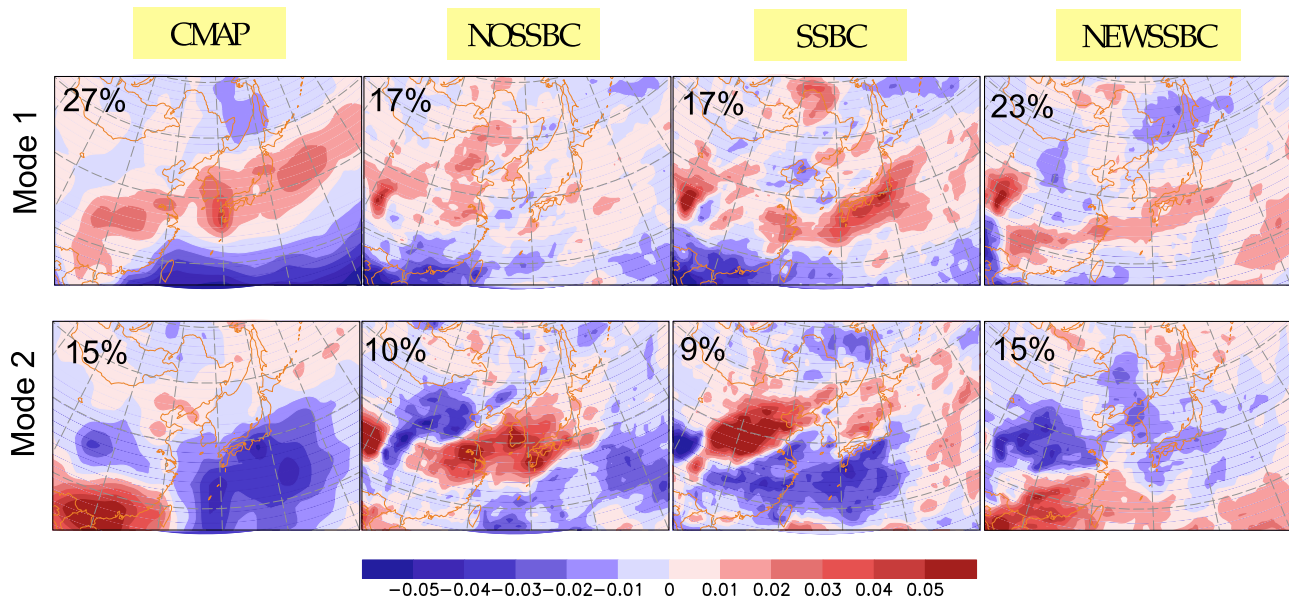 CMAP NOSSBC SSBC NEWSSBC
Mode 1
27% 17% 17% 23%
Mode 2
15% 10% 9% 15%
-0.05 -0.04 -0.03 -0.02 -0.01 0 0.01 0.02 0.03 0.04 0.05